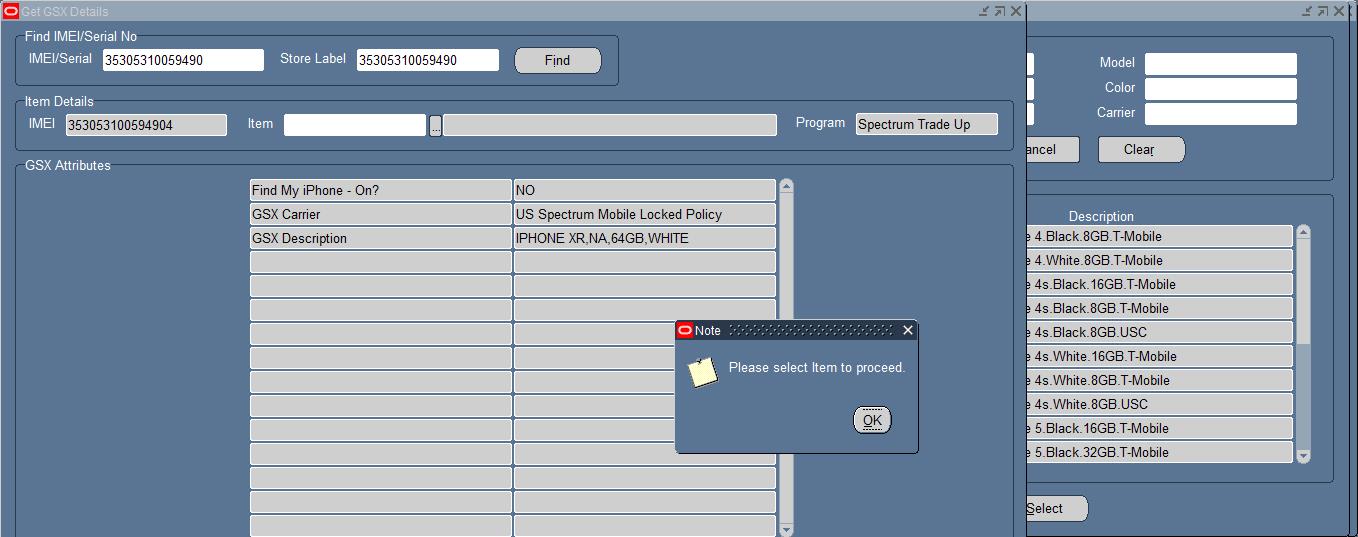 Get GSX Details
Find IMEI/Serial No
IMEI/Serial 35305310059490 Store Label 35305310059490 Find
Item Details
IMEI 353053100594904 Item ... Program Spectrum Trade Up
GSX Attributes
Find My iPhone - On? NO
GSX Carrier US Spectrum Mobile Locked Policy
GSX Description IPHONE XR,NA,64GB,WHITE
Note
Please select Item to proceed.
OK
Model
Color
Carrier
ancel Clear
Description
e 4.Black.8GB.T-Mobile
e 4.White.8GB.T-Mobile
e 4s.Black.16GB.T-Mobile
e 4s.Black.8GB.T-Mobile
e 4s.Black.8GB.USC
e 4s.White.16GB.T-Mobile
e 4s.White.8GB.T-Mobile
e 4s.White.8GB.USC
e 5.Black.16GB.T-Mobile
e 5.Black.32GB.T-Mobile
Select